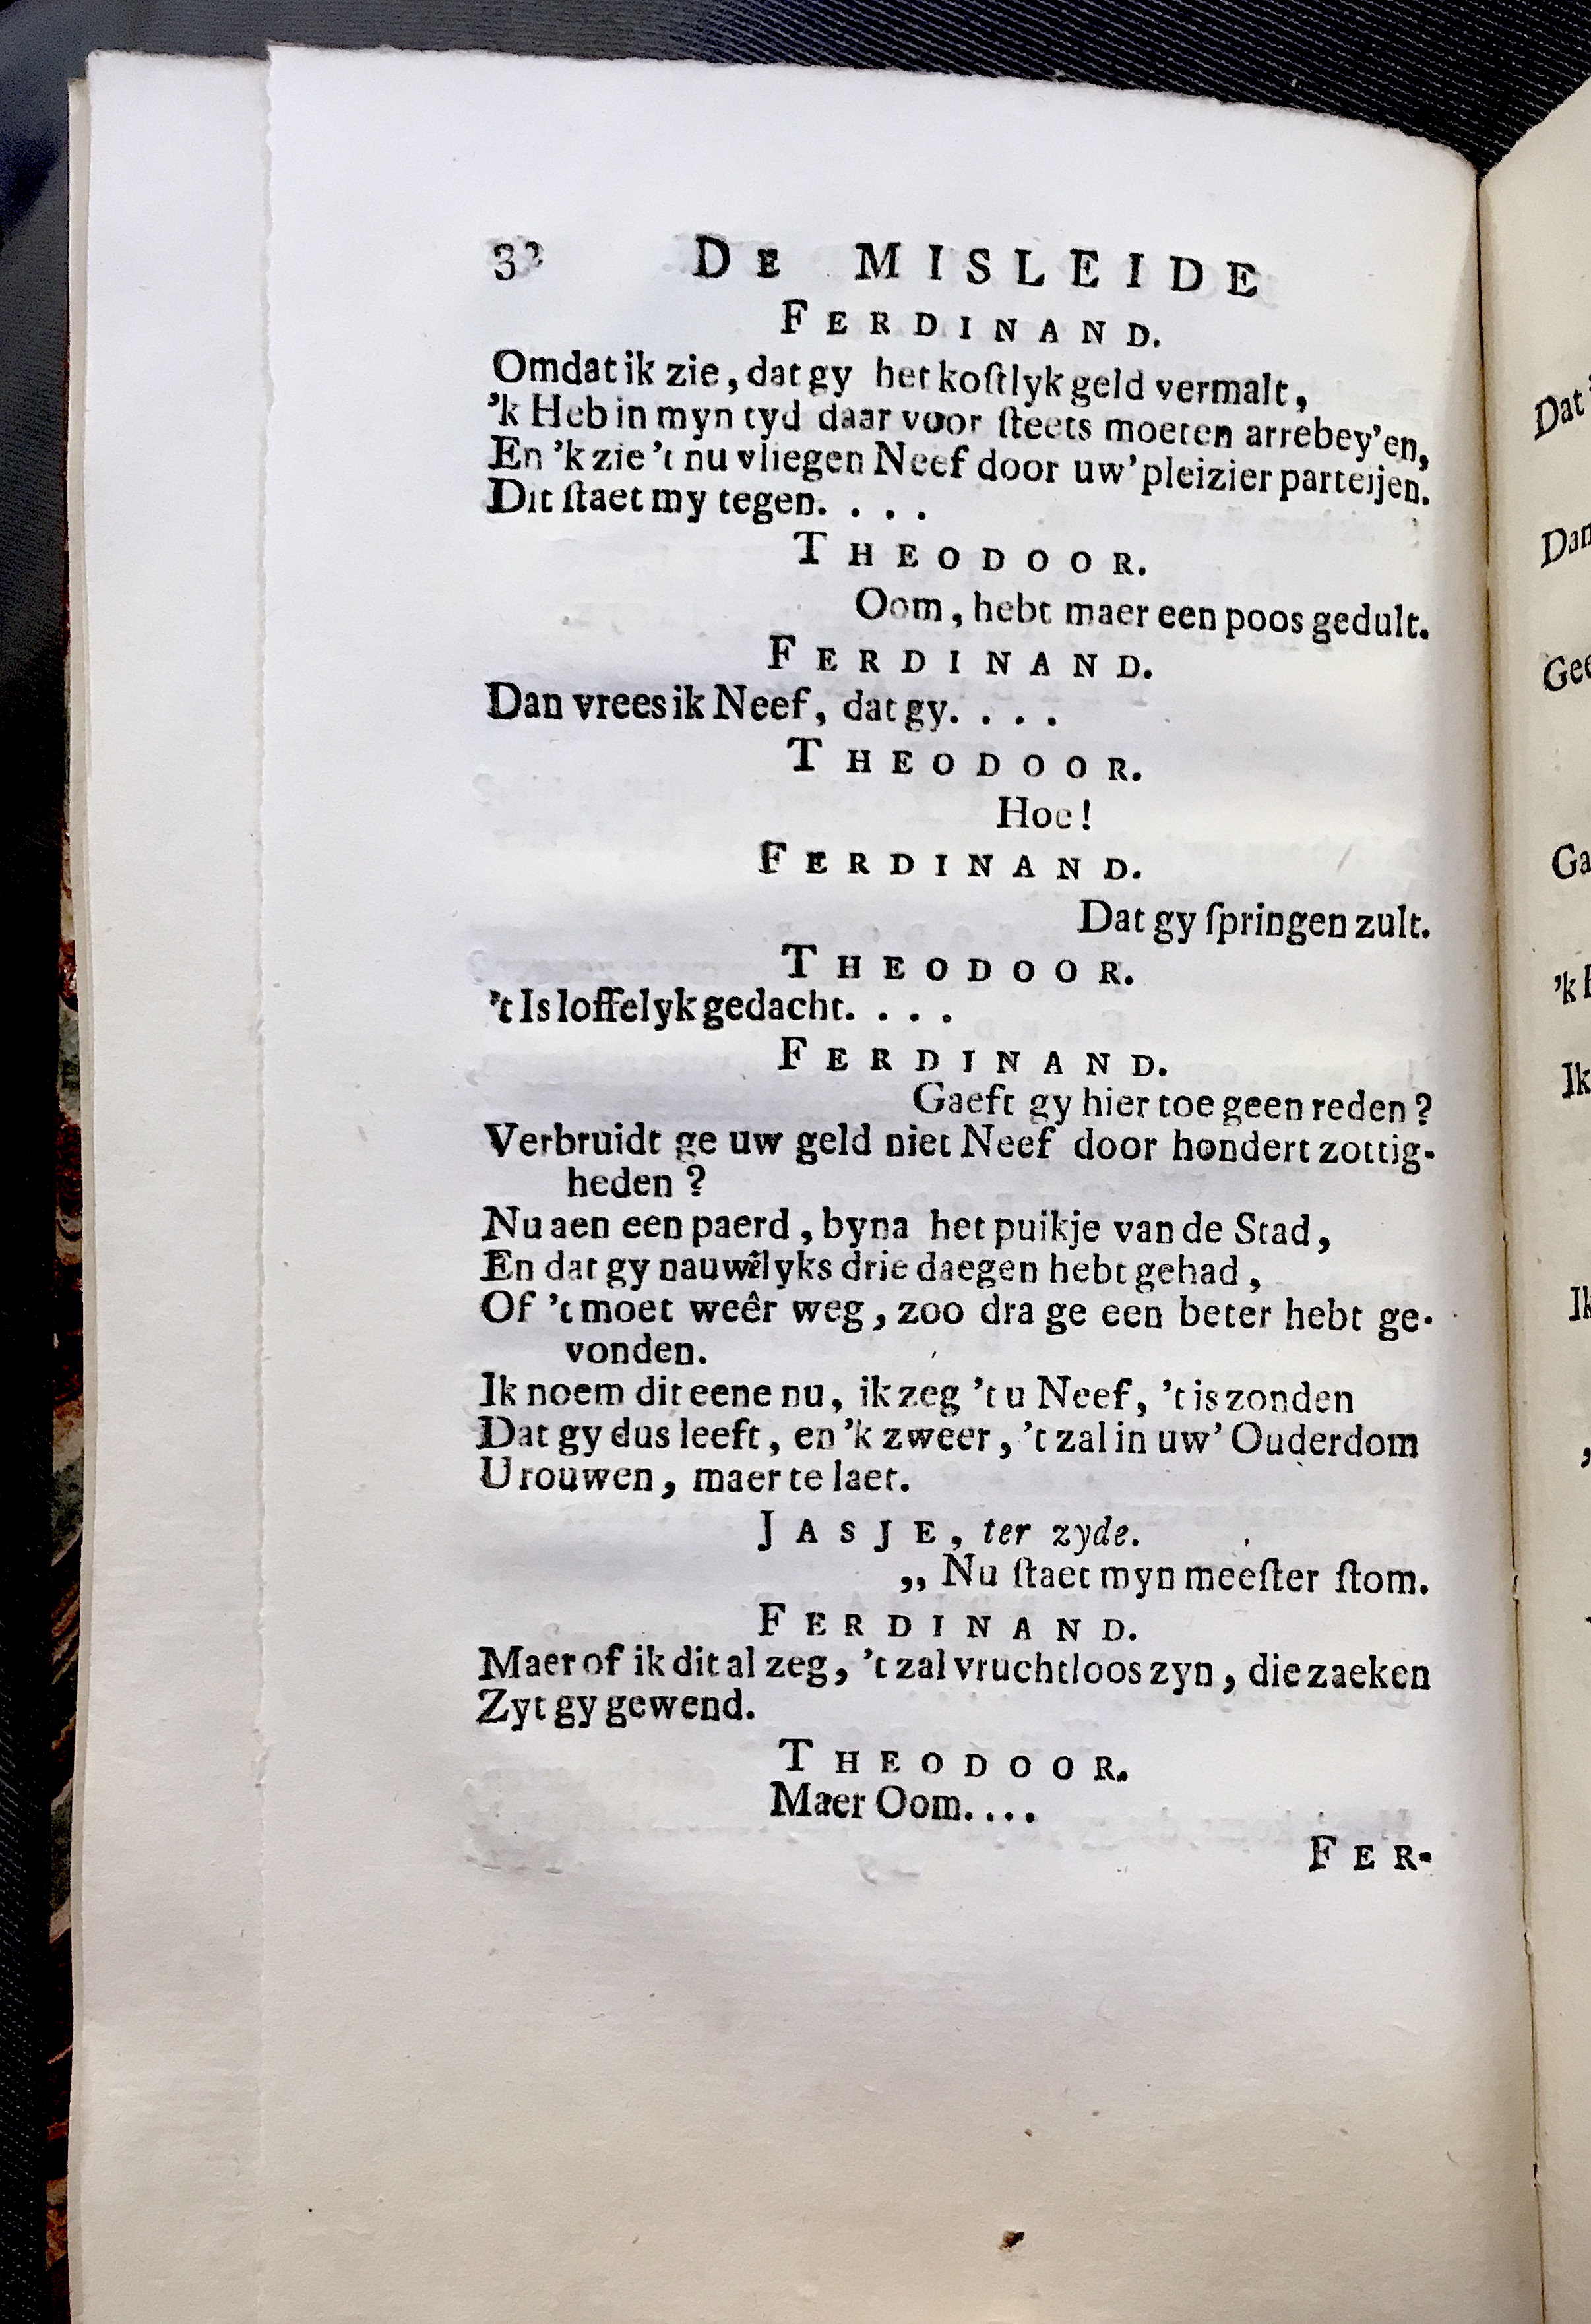 32 DE MISLEIDE
FERDINAND.
Omdat ik zie, dat gy het koſtlyk geld vermalt,
'k Heb in myn tyd daar voor ſteets moeten arrebey'en,
En 'k zie 't nu vliegen Neef door uw' pleizier parteijen.
Dit ſtaet my tegen. . . .
THEODOOR.
Oom, hebt maer een poos gedult.
FERDINAND.
Dan vrees ik Neef, dat gy. . . .
THEODOOR.
Hoe!
FERDINAND.
Dat gy ſpringen zult.
THEODOOR.
't Is loffelyk gedacht. . . .
FERDINAND.
Gaeft gy hier toe geen reden?
Verbruidt ge uw geld niet Neef door hondert zottig-
heden?
Nu aen een paerd, byna het puikje van de Stad,
En dat gy nauwêlyks drie daegen hebt gehad,
Of 't moet weêr weg, zoo dra ge een beter hebt ge-
vonden.
Ik noem dit eene nu, ik zeg 't u Neef, 't is zonden
Dat gy dus leeft, en 'k zweer, 't zal in uw' Ouderdom
U rouwen, maer te laet.
JASJE, ter zyde.
„ Nu ſtaet myn meeſter ſtom.
FERDINAND.
Maer of ik dit al zeg, 't zal vruchtloos zyn, die zaeken
Zyt gy gewend.
THEODOOR.
Maer Oom. . . .
FER-
Dat
Ik